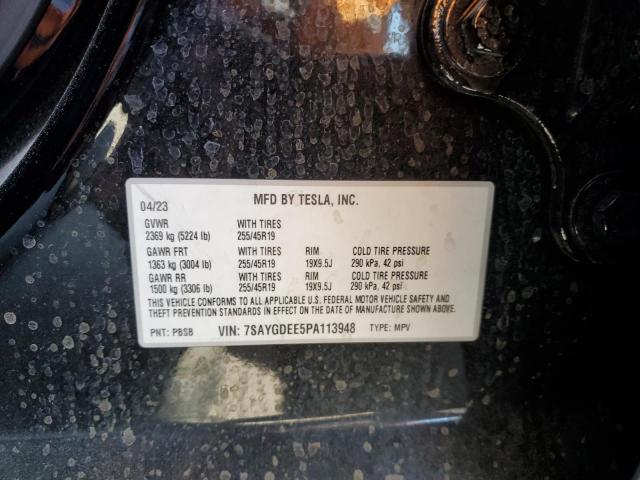 04/23 MFD BY TESLA, INC.
GVWR WITH TIRES
2369 kg (5224 lb) 255/45R19
GAWR FRT WITH TIRES RIM COLD TIRE PRESSURE
1363 kg (3004 lb) 255/45R19 19X9.5J 290 kPa, 42 psi
GAWR RR WITH TIRES RIM COLD TIRE PRESSURE
1500 kg (3306 lb) 255/45R19 19X9.5J 290 kPa, 42 psi
THIS VEHICLE CONFORMS TO ALL APPLICABLE U.S. FEDERAL MOTOR VEHICLE SAFETY AND
THEFT PREVENTION STANDARDS IN EFFECT ON THE DATE OF MANUFACTURE SHOWN ABOVE.
PNT: PBSB VIN: 7SAYGDEE5PA113948 TYPE: MPV